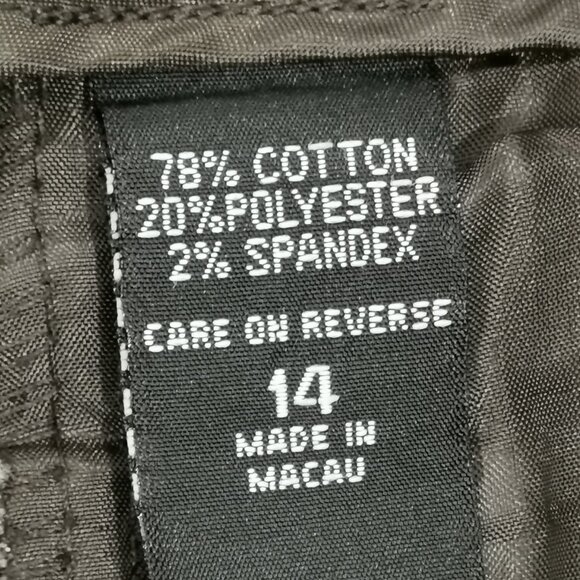 78% COTTON
20%POLYESTER
2% SPANDEX
CARE ON REVERSE
14
MADE IN
MACAU